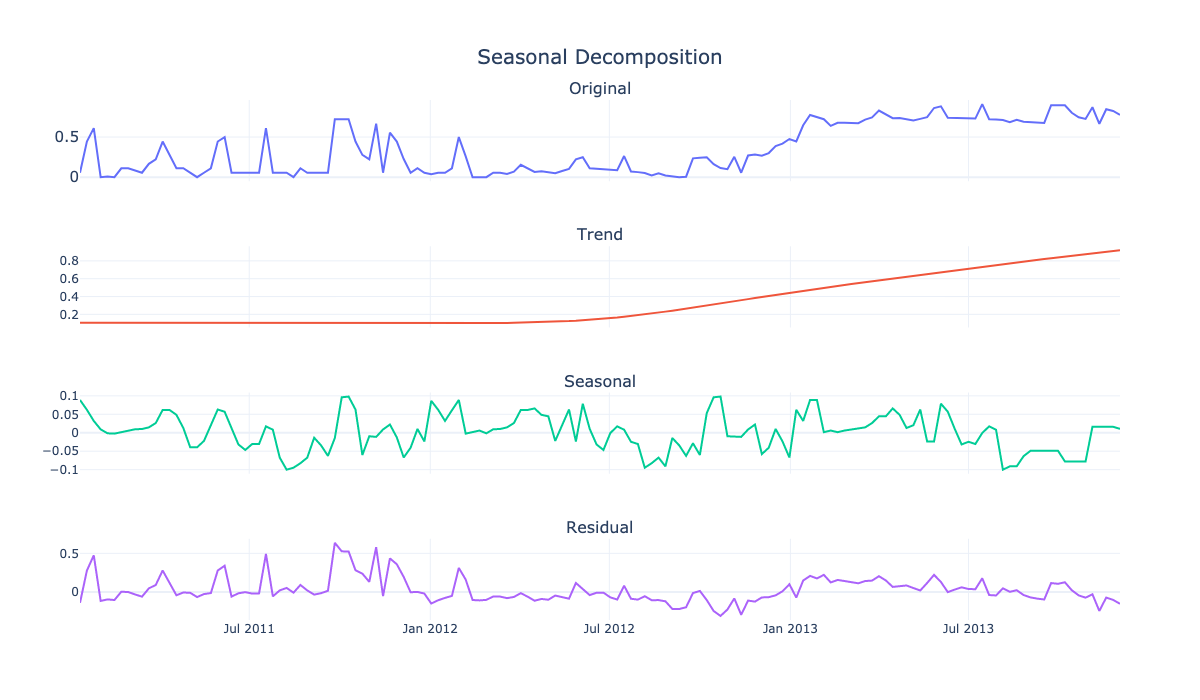 Seasonal Decomposition
Original
0.5
0
Trend
0.8
0.6
0.4
0.2
Seasonal
0.1
0.05
0
−0.05
−0.1
Residual
0.5
0
Jul 2011 Jan 2012 Jul 2012 Jan 2013 Jul 2013